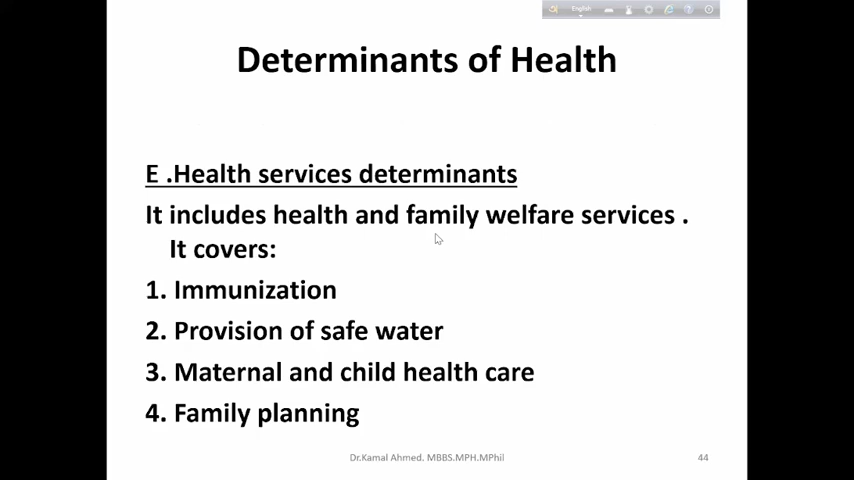 English
Determinants of Health
E .Health services determinants
It includes health and family welfare services .
It covers:
1. Immunization
2. Provision of safe water
3. Maternal and child health care
4. Family planning
Dr.Kamal Ahmed. MBBS.MPH.MPhil
44